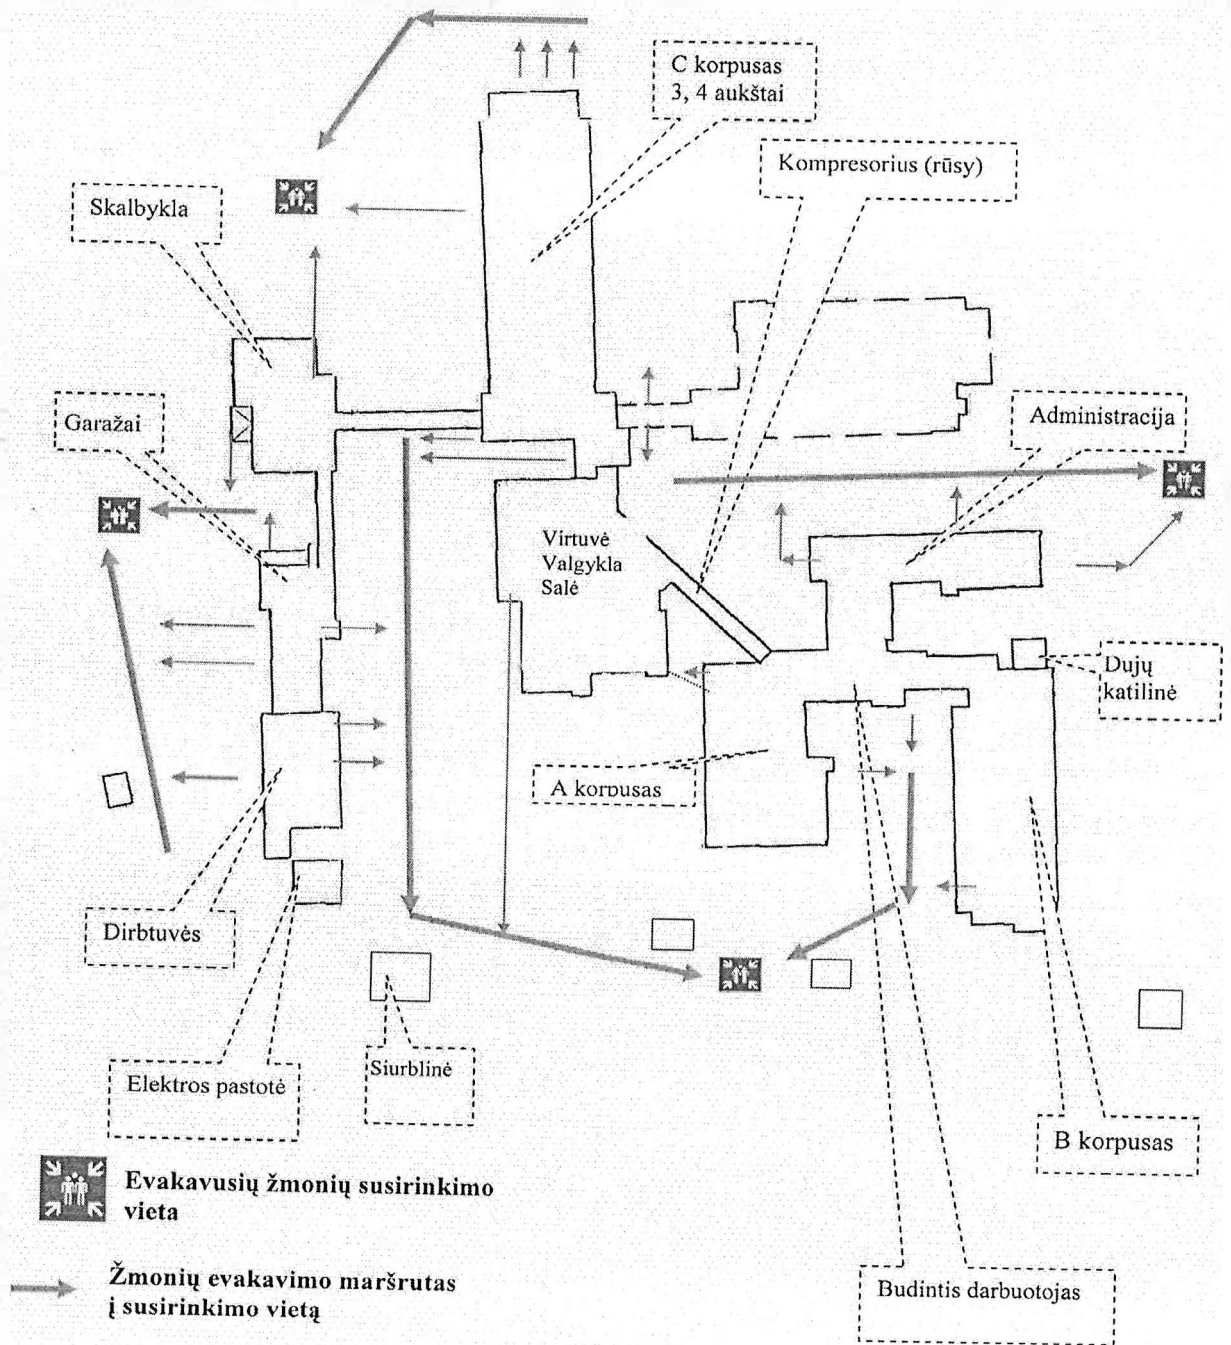 C korpusas
3, 4 aukštai
Kompresorius (rūsy)
Skalbykla
Garažai
Administracija
Virtuvė
Valgykla
Salė
Dujų
katilinė
A korpusas
Dirbtuvės
Elektros pastotė
Siurblinė
B korpusas
Budintis darbuotojas
Evakavusių žmonių susirinkimo
vieta
Žmonių evakavimo maršrutas
į susirinkimo vietą